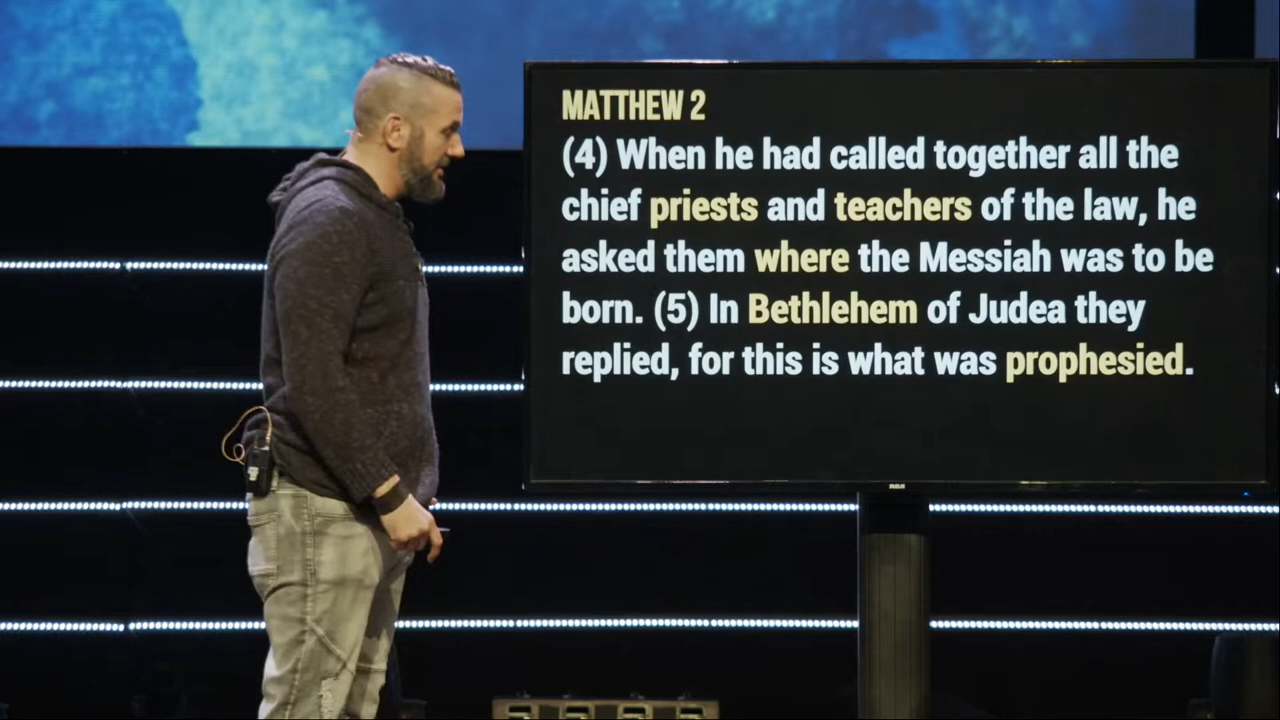 MATTHEW 2
(4) When he had called together all the
chief priests and teachers of the law, he
asked them where the Messiah was to be
born. (5) In Bethlehem of Judea they
replied, for this is what was prophesied.
RCA